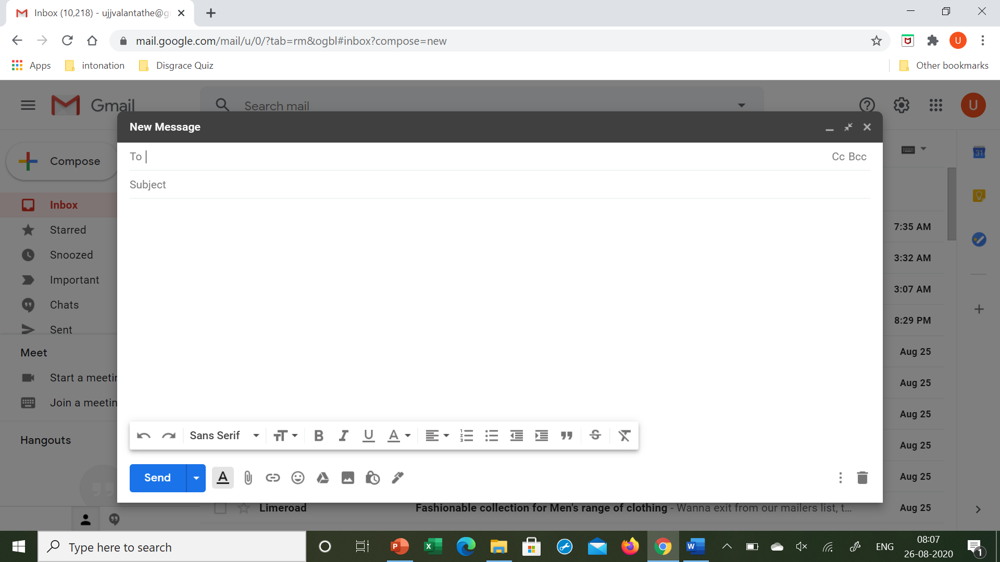 Inbox (10,218) - ujjvalantathe@g
mail.google.com/mail/u/0/?tab=rm&ogbl#inbox?compose=new
Apps intonation Disgrace Quiz Other bookmarks
Gmail
Search mail
U
U
New Message
To
Cc Bcc
Subject
Compose
Inbox
Starred
Snoozed
Important
Chats
Sent
Meet
Start a meetin
Join a meetin
Hangouts
31
7:35 AM
3:32 AM
3:07 AM
8:29 PM
Aug 25
Aug 25
Aug 25
Aug 25
Aug 25
Sans Serif
Send
Limeroad Fashionable collection for Men's range of clothing - Wanna exit from our mailers list, t... Aug 25
Type here to search
ENG
08:07
26-08-2020
1